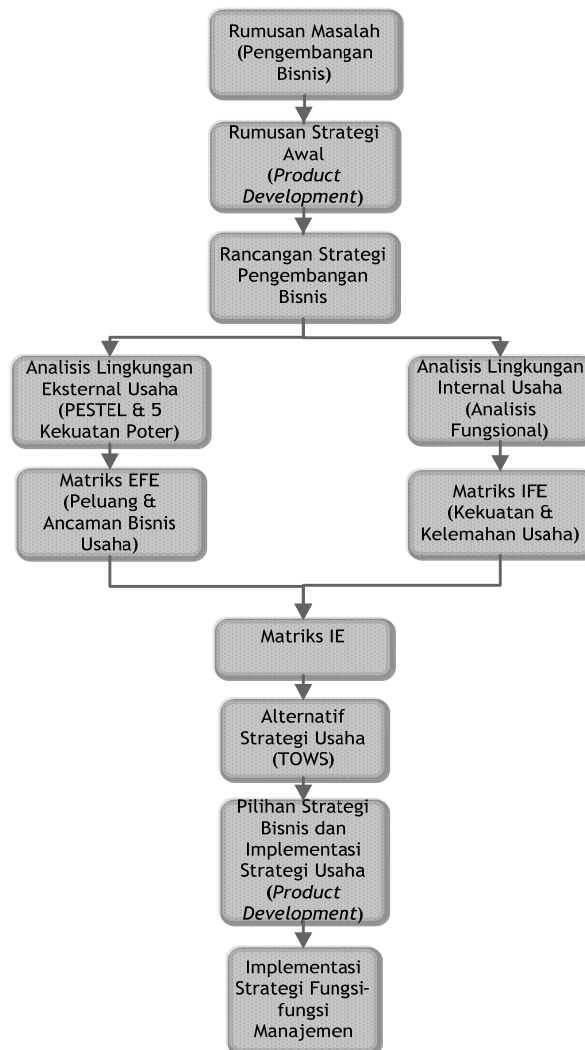 Rumusan Masalah
(Pengembangan
Bisnis)
Rumusan Strategi
Awal
(Product
Development)
Rancangan Strategi
Pengembangan
Bisnis
Analisis Lingkungan
Eksternal Usaha
(PESTEL & 5
Kekuatan Poter)
Analisis Lingkungan
Internal Usaha
(Analisis
Fungsional)
Matriks EFE
(Peluang &
Ancaman Bisnis
Usaha)
Matriks IFE
(Kekuatan &
Kelemahan Usaha)
Matriks IE
Alternatif
Strategi Usaha
(TOWS)
Pilihan Strategi
Bisnis dan
Implementasi
Strategi Usaha
(Product
Development)
Implementasi
Strategi Fungsi-
fungsi
Manajemen